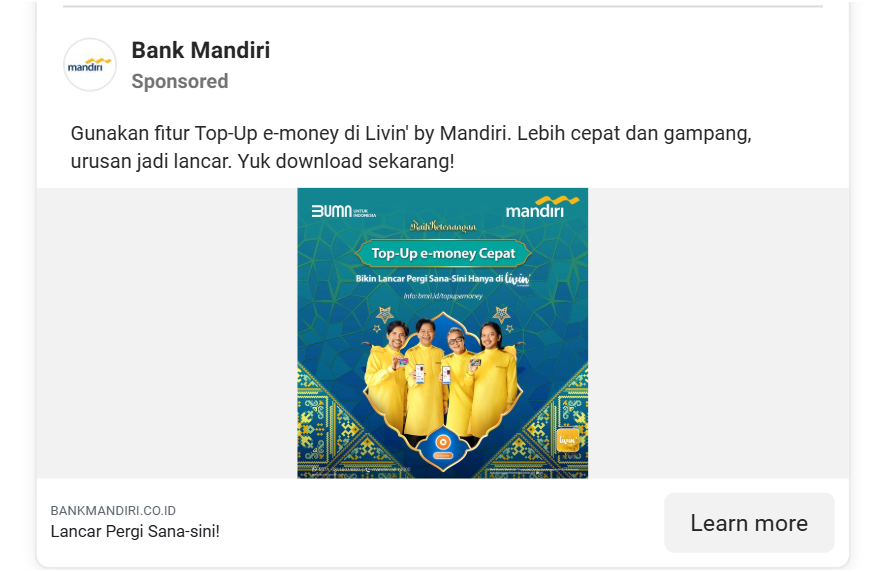 mandiri
Bank Mandiri
Sponsored
Gunakan fitur Top-Up e-money di Livin' by Mandiri. Lebih cepat dan gampang,
urusan jadi lancar. Yuk download sekarang!
BUMN UNTUK
INDONESIA
mandiri
Raih Ketenangan
Top-Up e-money Cepat
Bikin Lancar Pergi Sana-Sini Hanya di livin'
Info: bmri.id/topupemoney
livin'
BANKMANDIRI.CO.ID
Lancar Pergi Sana-sini!
Learn more